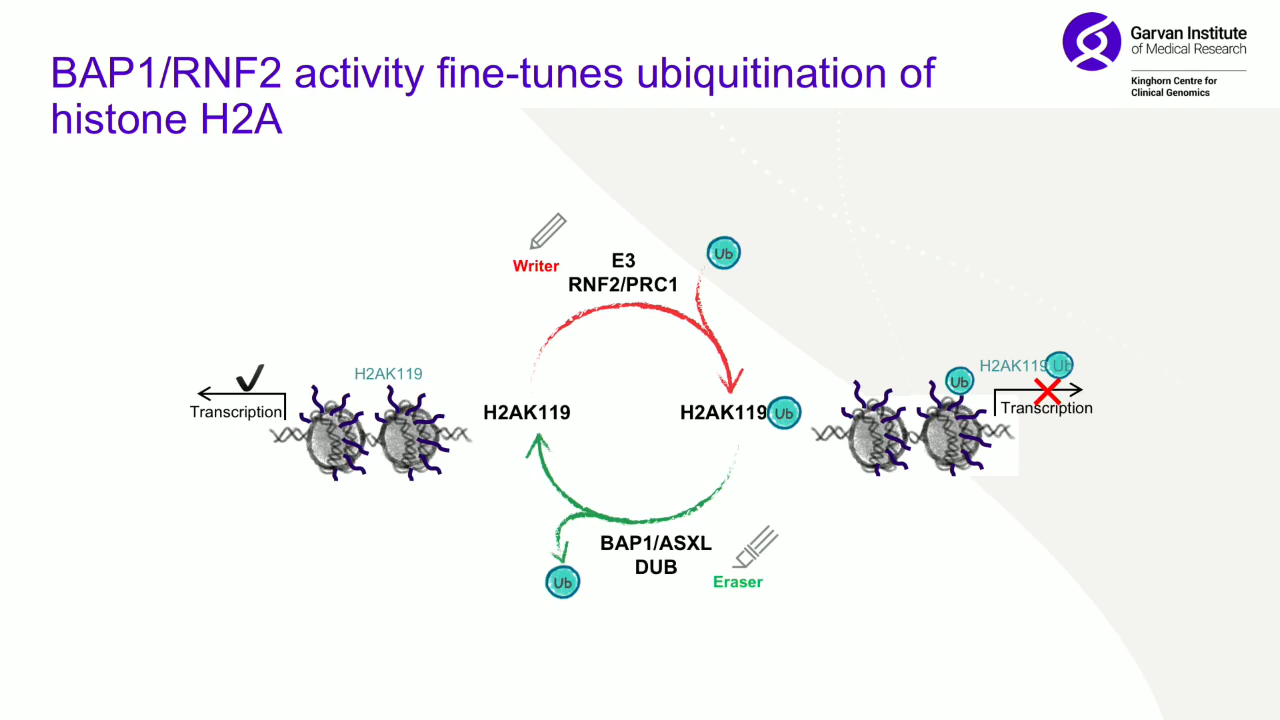 BAP1/RNF2 activity fine-tunes ubiquitination of
histone H2A
Garvan Institute
of Medical Research
Kinghorn Centre for
Clinical Genomics
Writer
E3
RNF2/PRC1
Ub
H2AK119
Transcription
H2AK119
H2AK119 Ub
Ub
H2AK119 Ub
Transcription
BAP1/ASXL
DUB
Ub
Eraser